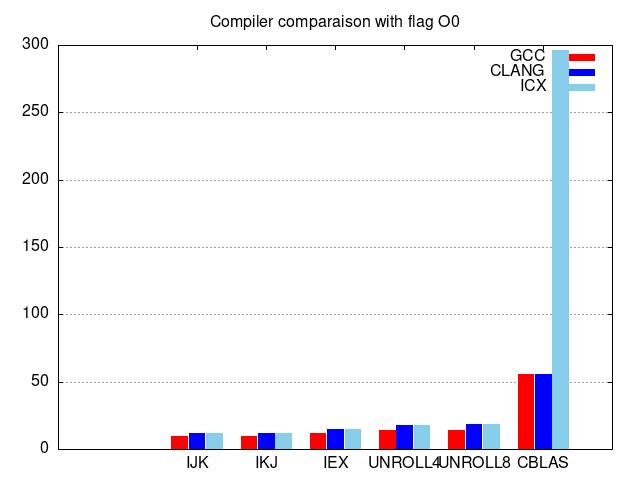 Compiler comparaison with flag O0
300
250
200
150
100
50
0
GCC
CLANG
ICX
IJK IKJ IEX UNROLL4 UNROLL8 CBLAS